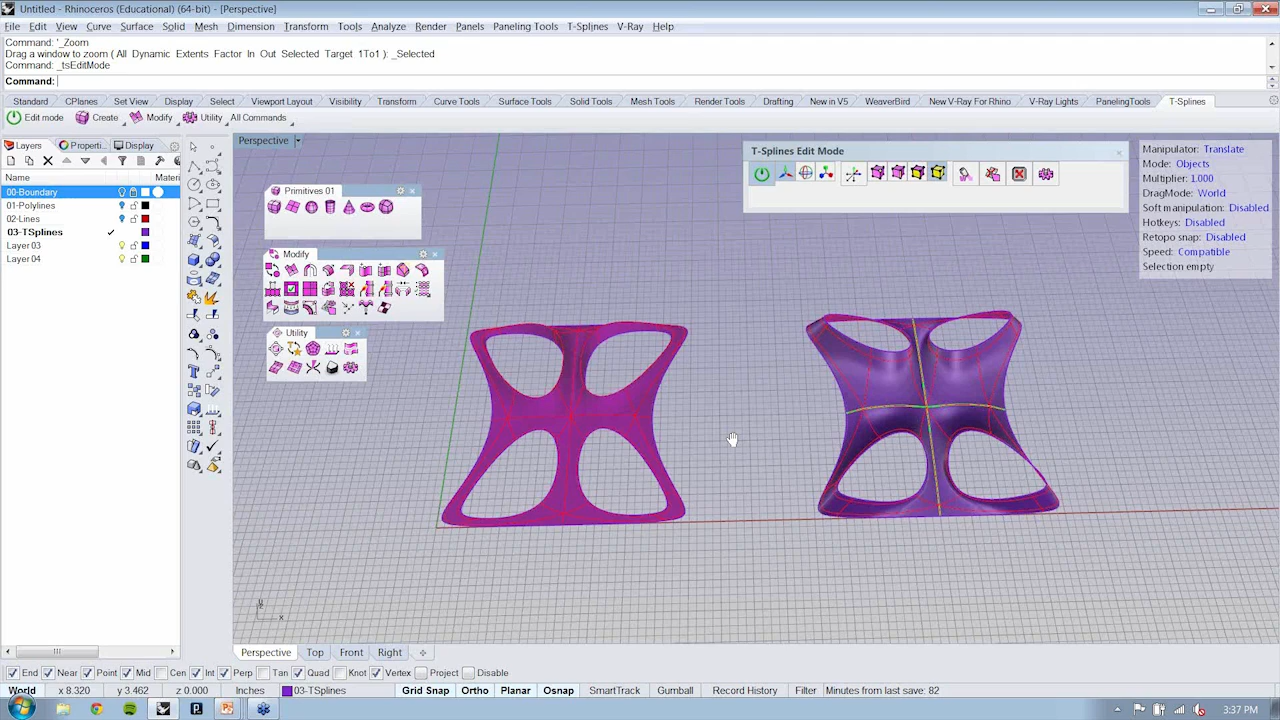 Untitled - Rhinoceros (Educational) (64-bit) - [Perspective]
File Edit View Curve Surface Solid Mesh Dimension Transform Tools Analyze Render Panels Paneling Tools T-Splines V-Ray Help
Command: '_Zoom
Drag a window to zoom ( All Dynamic Extents Factor In Out Selected Target 1To1 ): _Selected
Command: _tsEditMode
Command:
Standard CPlanes Set View Display Select Viewport Layout Visibility Transform Curve Tools Surface Tools Solid Tools Mesh Tools Render Tools Drafting New in V5 WeaverBird New V-Ray For Rhino V-Ray Lights PanelingTools T-Splines
Edit mode Create Modify Utility All Commands
Layers Properti... Display
Name Materi
00-Boundary
01-Polylines
02-Lines
03-TSplines
Layer 03
Layer 04
Perspective
Primitives 01
Modify
Utility
T-Splines Edit Mode
Manipulator: Translate
Mode: Objects
Multiplier: 1.000
DragMode: World
Soft manipulation: Disabled
Hotkeys: Disabled
Retopo snap: Disabled
Speed: Compatible
Selection empty
y
x
Perspective Top Front Right
End Near Point Mid Cen Int Perp Tan Quad Knot Vertex Project Disable
World x 8.320 y 3.462 z 0.000 Inches 03-TSplines Grid Snap Ortho Planar Osnap SmartTrack Gumball Record History Filter Minutes from last save: 82
3:37 PM